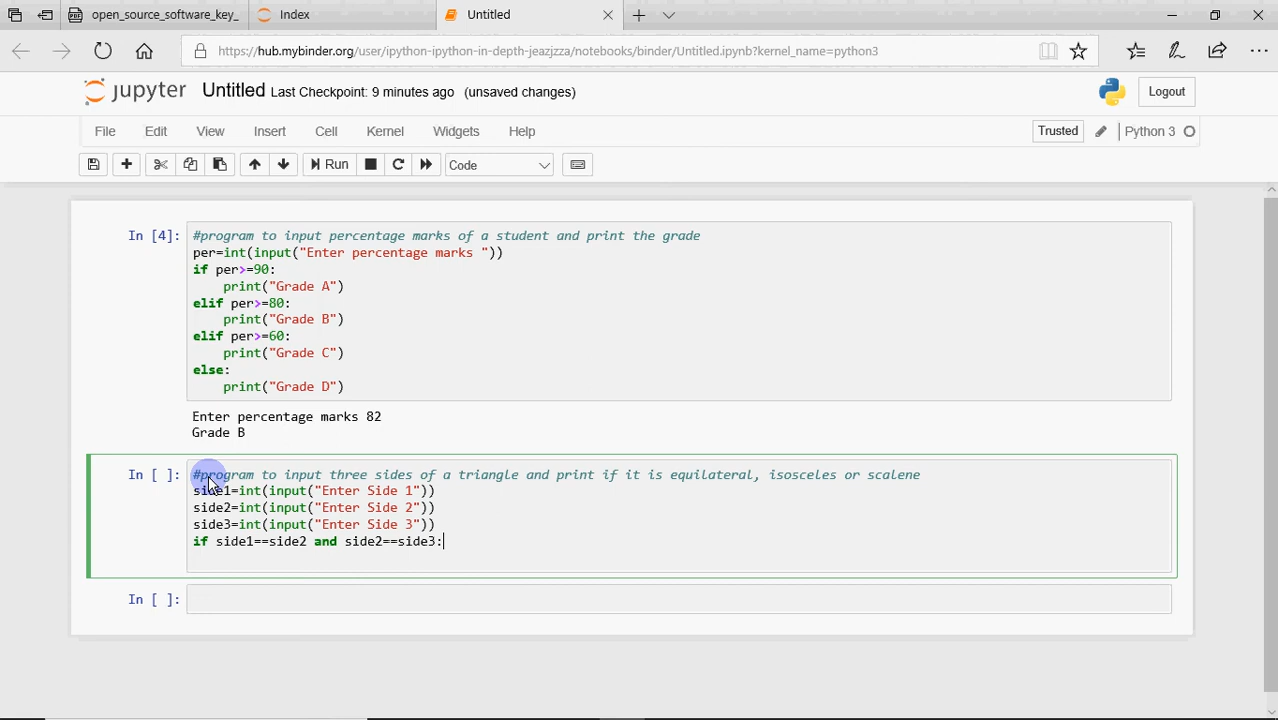 open_source_software_key_
Index
Untitled
https://hub.mybinder.org/user/ipython-ipython-in-depth-jeazjzza/notebooks/binder/Untitled.ipynb?kernel_name=python3
jupyter Untitled Last Checkpoint: 9 minutes ago (unsaved changes)
Logout
File Edit View Insert Cell Kernel Widgets Help
Trusted
Python 3
Run
Code
In [4]:
#program to input percentage marks of a student and print the grade
per=int(input("Enter percentage marks "))
if per>=90:
    print("Grade A")
elif per>=80:
    print("Grade B")
elif per>=60:
    print("Grade C")
else:
    print("Grade D")
Enter percentage marks 82
Grade B
In [ ]:
#program to input three sides of a triangle and print if it is equilateral, isosceles or scalene
side1=int(input("Enter Side 1"))
side2=int(input("Enter Side 2"))
side3=int(input("Enter Side 3"))
if side1==side2 and side2==side3:
In [ ]: